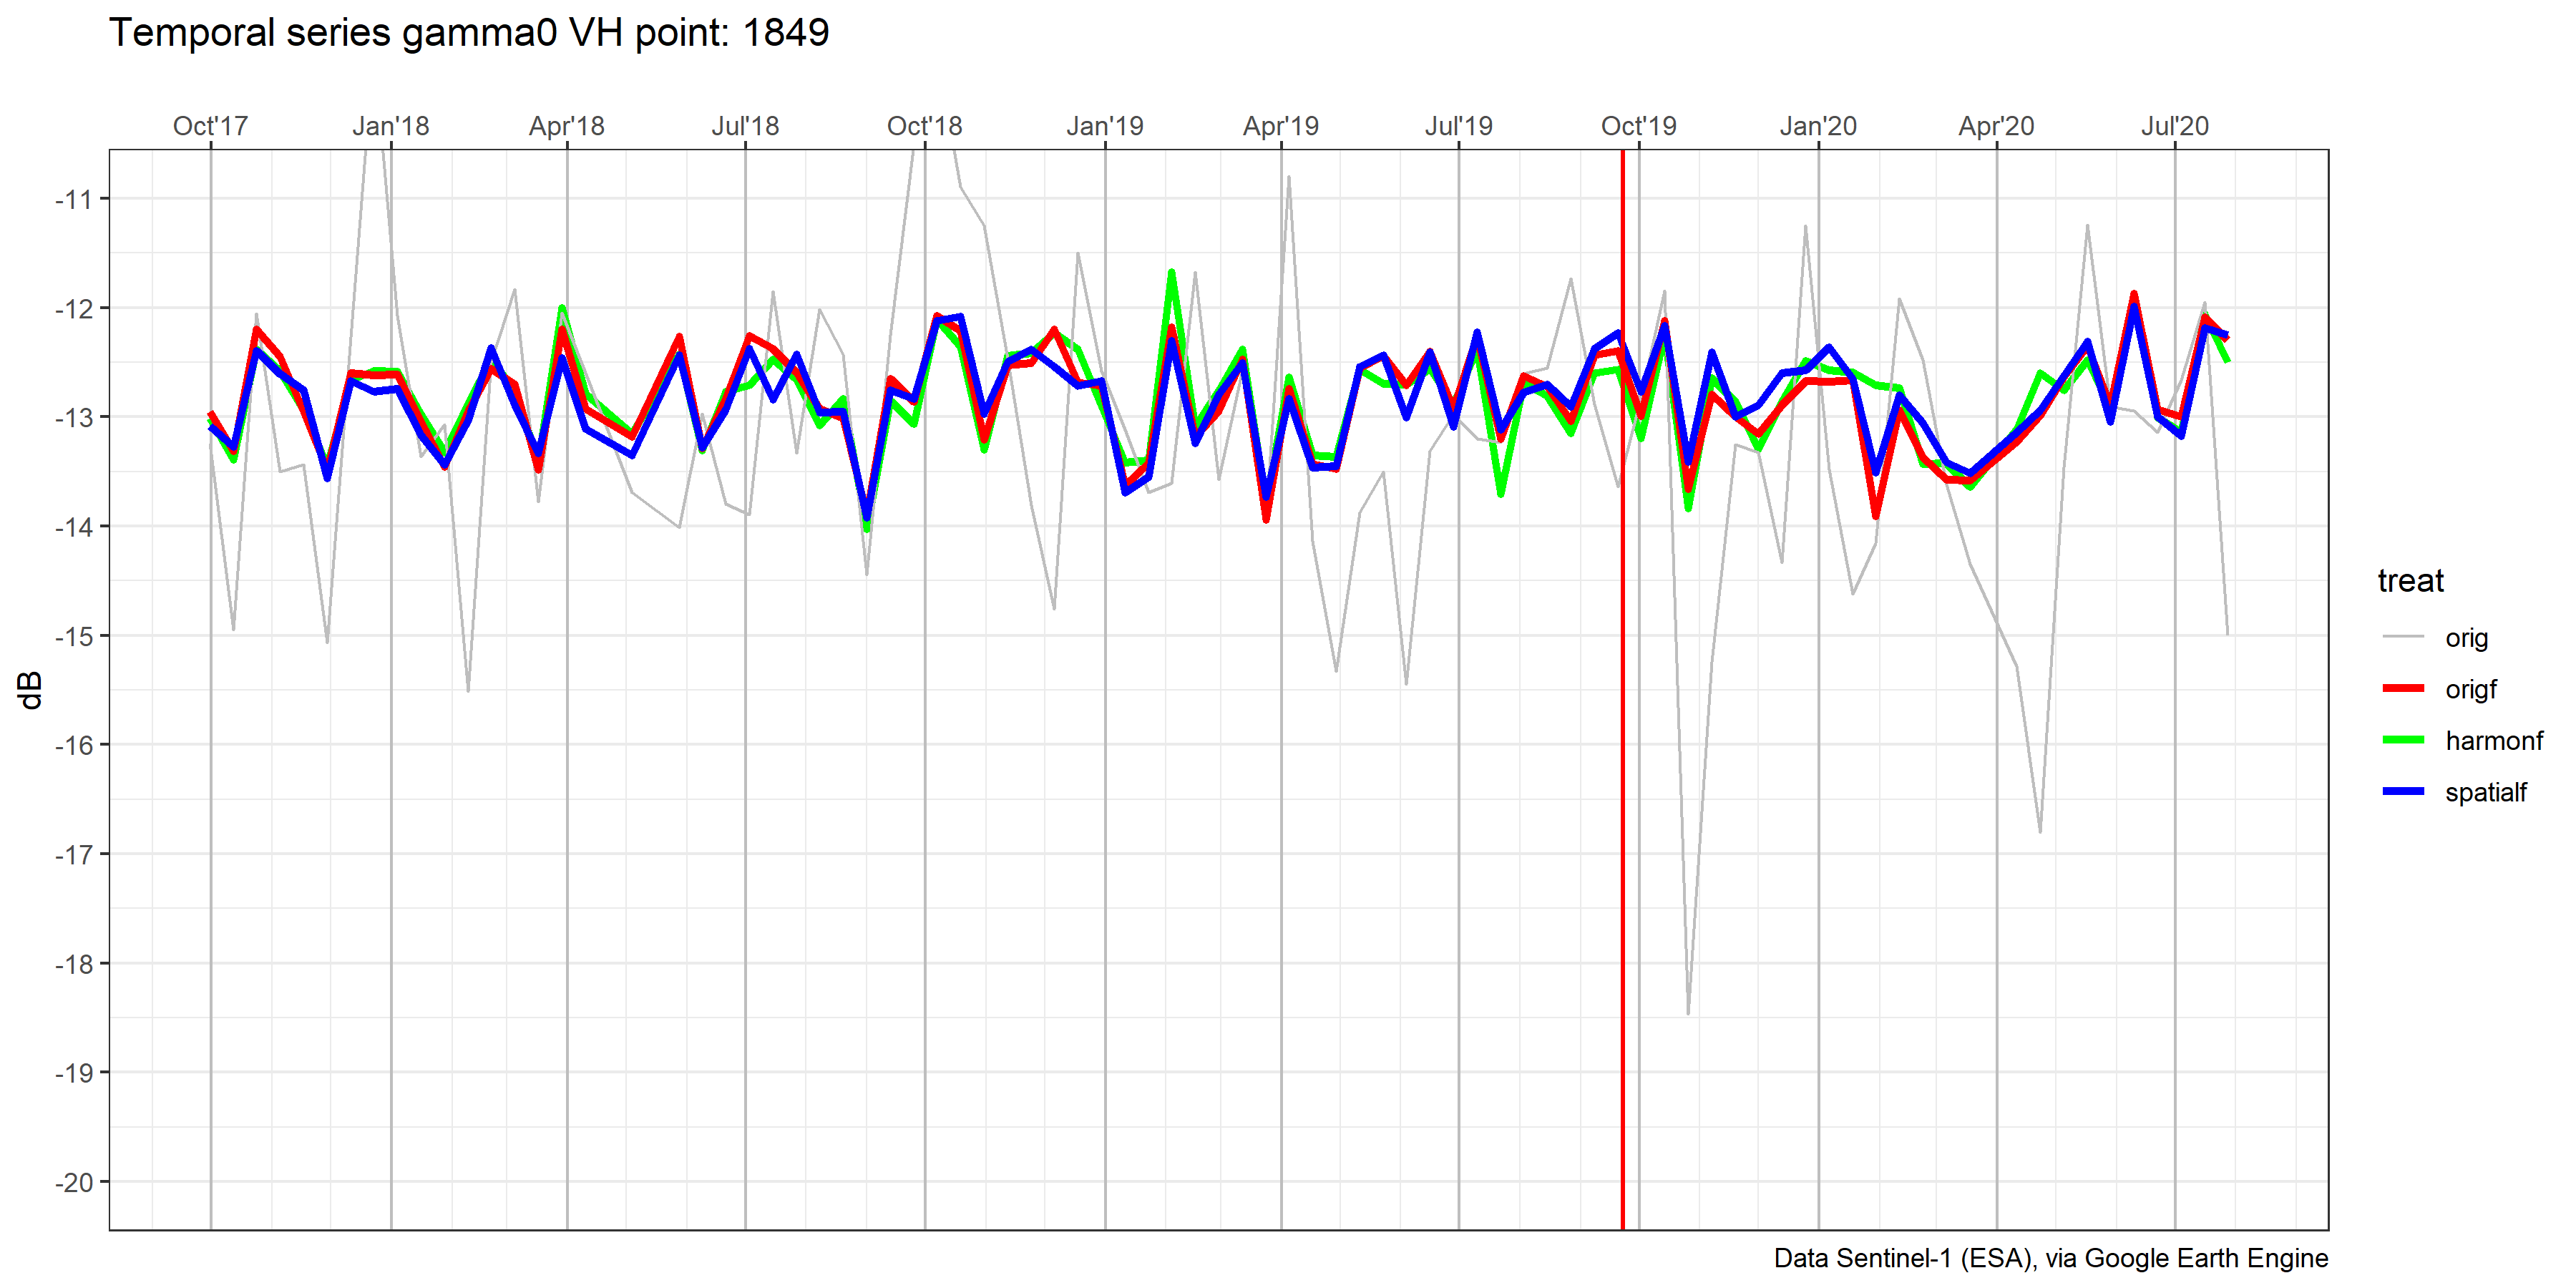 Temporal series gamma0 VH point: 1849
Oct'17 Jan'18 Apr'18 Jul'18 Oct'18 Jan'19 Apr'19 Jul'19 Oct'19 Jan'20 Apr'20 Jul'20
-11
-12
-13
-14
-15
-16
-17
-18
-19
-20
dB
treat
orig
origf
harmonf
spatialf
Data Sentinel-1 (ESA), via Google Earth Engine